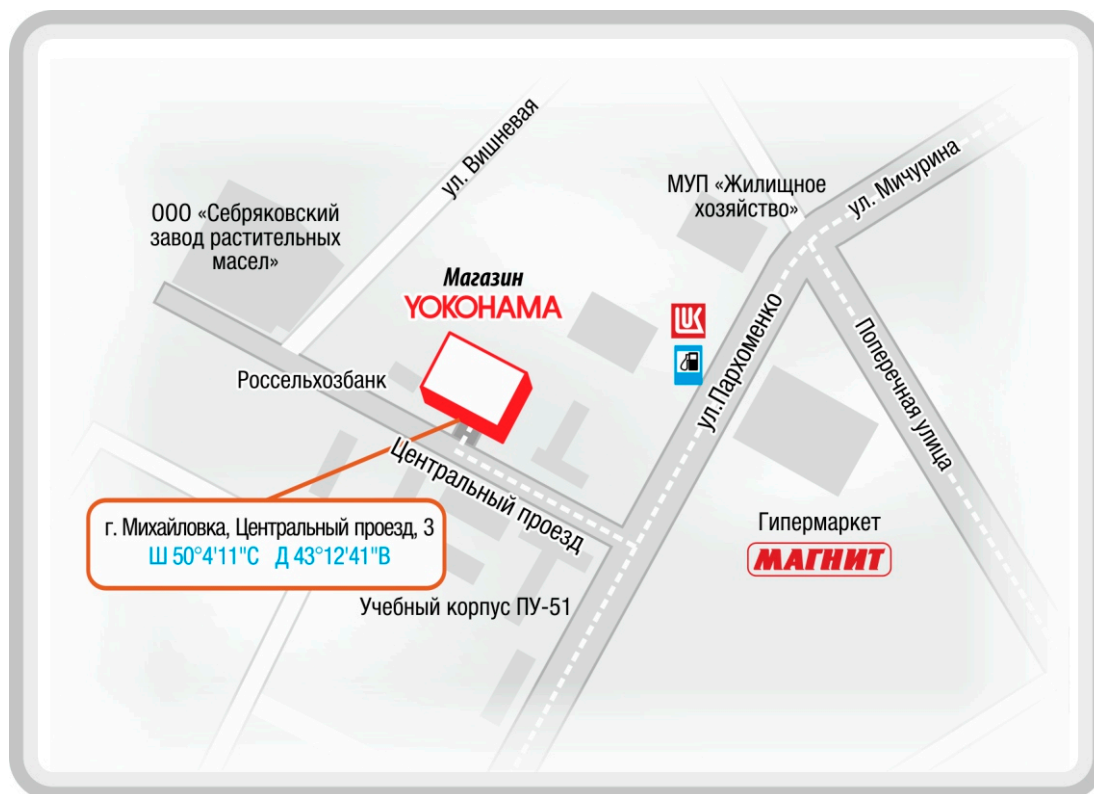 ул. Вишневая
ул. Мичурина
МУП «Жилищное
хозяйство»
ООО «Себряковский
завод растительных
масел»
Магазин
YOKOHAMA
LUK
ул.Пархоменко
Поперечная улица
Россельхозбанк
Центральный проезд
г. Михайловка, Центральный проезд, 3
Ш 50°4'11"С Д 43°12'41"В
Гипермаркет
МАГНИТ
Учебный корпус ПУ-51